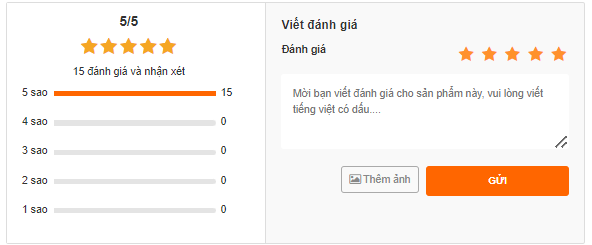 5/5
15 đánh giá và nhận xét
5 sao 15
4 sao 0
3 sao 0
2 sao 0
1 sao 0
Viết đánh giá
Đánh giá
Mời bạn viết đánh giá cho sản phẩm này, vui lòng viết
tiếng việt có dấu....
Thêm ảnh
GỬI